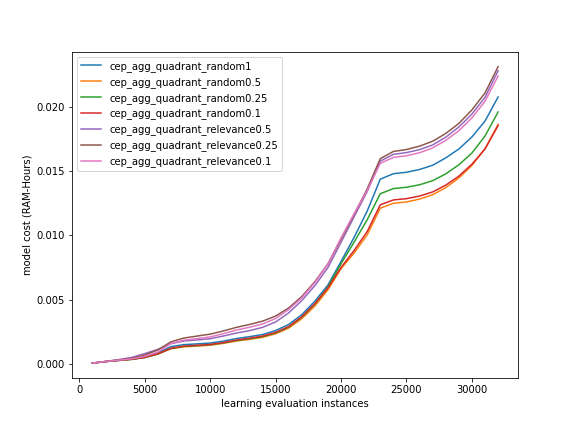 cep_agg_quadrant_random1
cep_agg_quadrant_random0.5
cep_agg_quadrant_random0.25
cep_agg_quadrant_random0.1
cep_agg_quadrant_relevance0.5
cep_agg_quadrant_relevance0.25
cep_agg_quadrant_relevance0.1
model cost (RAM-Hours)
0.020
0.015
0.010
0.005
0.000
0 5000 10000 15000 20000 25000 30000
learning evaluation instances